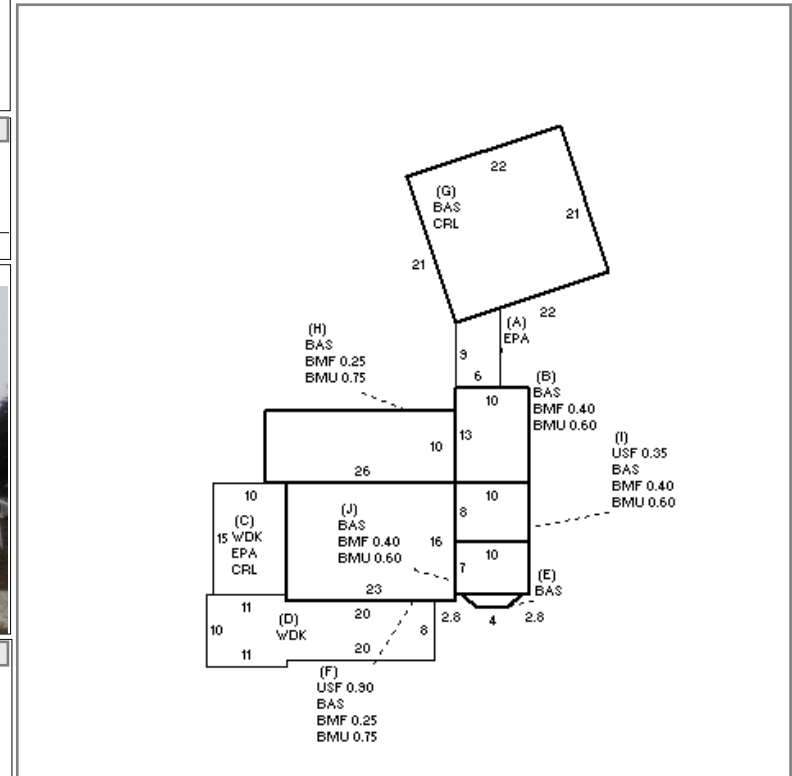 22
(G)
BAS
CRL
21
21
22
(A)
EPA
(H)
BAS
BMF 0.25
BMU 0.75
9
6
(B)
BAS
BMF 0.40
BMU 0.60
10
13
10
26
(I)
USF 0.35
BAS
BMF 0.40
BMU 0.60
10
(C)
15 WDK
EPA
CRL
(J)
BAS
BMF 0.40
BMU 0.60
16
23
10
8
10
7
(E)
BAS
11
10
11
(D)
WDK
20
20
8
2.8
4
2.8
(F)
USF 0.90
BAS
BMF 0.25
BMU 0.75